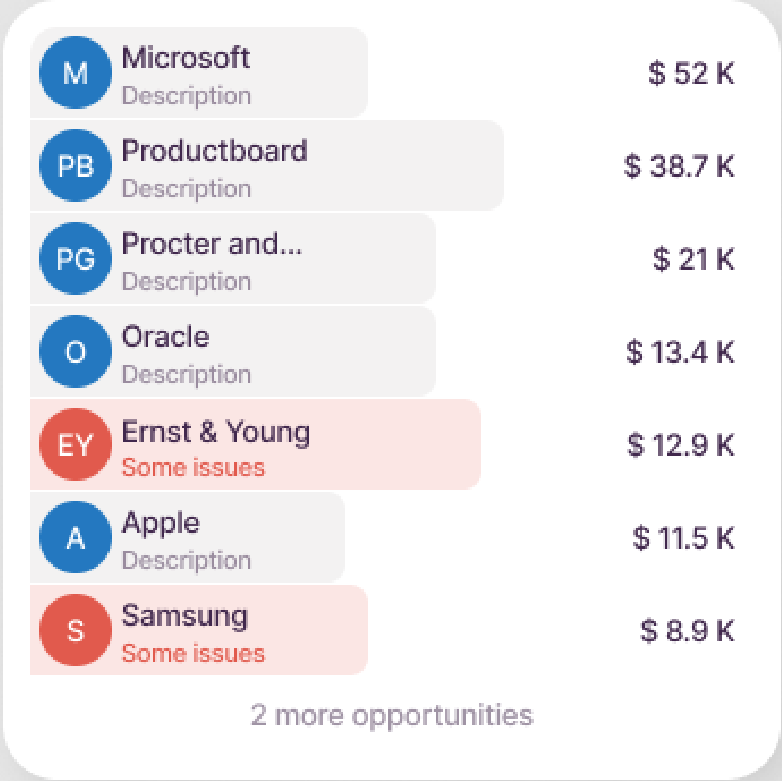 M
Microsoft
Description
$ 52 K
PB
Productboard
Description
$ 38.7 K
PG
Procter and...
Description
$ 21 K
O
Oracle
Description
$ 13.4 K
EY
Ernst & Young
Some issues
$ 12.9 K
A
Apple
Description
$ 11.5 K
S
Samsung
Some issues
$ 8.9 K
2 more opportunities